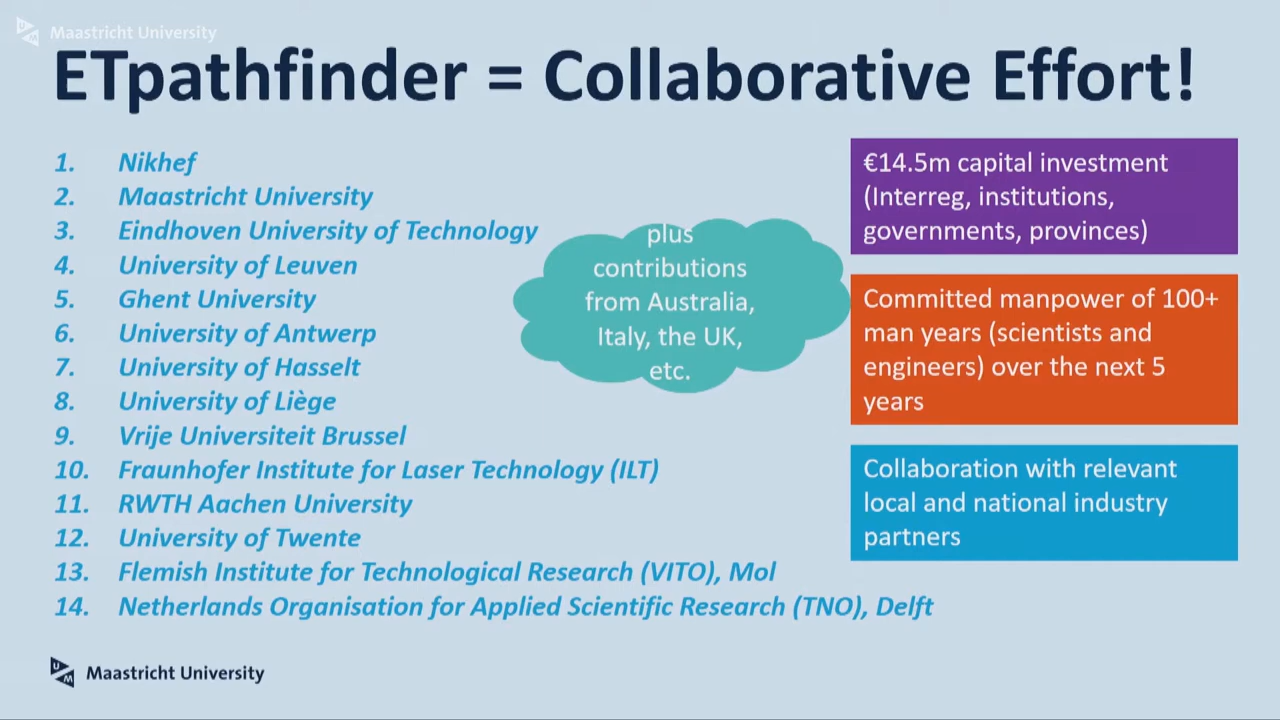 Maastricht University
ETpathfinder = Collaborative Effort!
1. Nikhef
2. Maastricht University
3. Eindhoven University of Technology
4. University of Leuven
5. Ghent University
6. University of Antwerp
7. University of Hasselt
8. University of Liège
9. Vrije Universiteit Brussel
10. Fraunhofer Institute for Laser Technology (ILT)
11. RWTH Aachen University
12. University of Twente
13. Flemish Institute for Technological Research (VITO), Mol
14. Netherlands Organisation for Applied Scientific Research (TNO), Delft
plus
contributions
from Australia,
Italy, the UK,
etc.
€14.5m capital investment
(Interreg, institutions,
governments, provinces)
Committed manpower of 100+
man years (scientists and
engineers) over the next 5
years
Collaboration with relevant
local and national industry
partners
Maastricht University